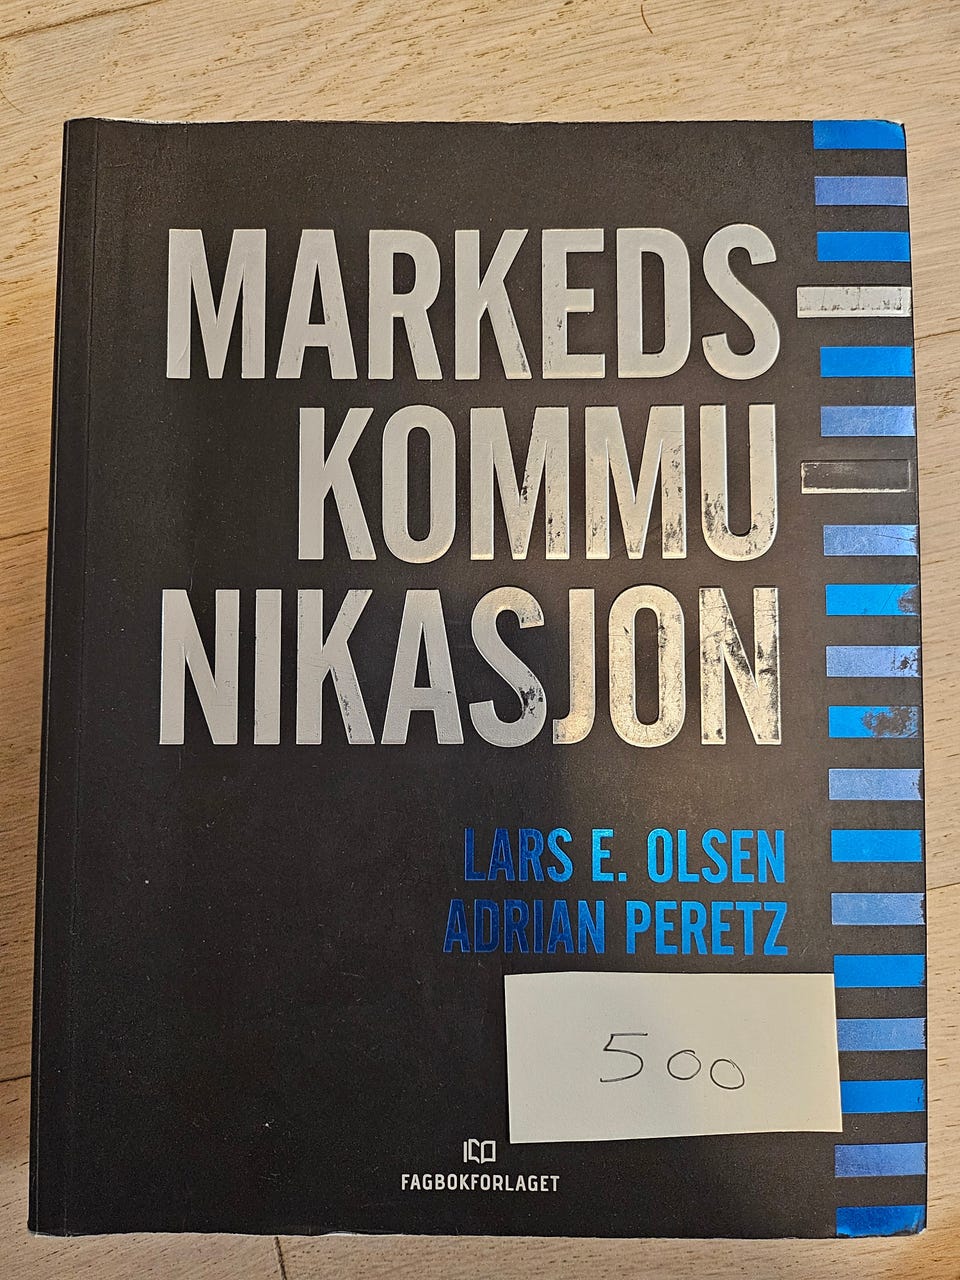 MARKEDS
KOMMU
NIKASJON
LARS E. OLSEN
ADRIAN PERETZ
500
FAGBOKFORLAGET